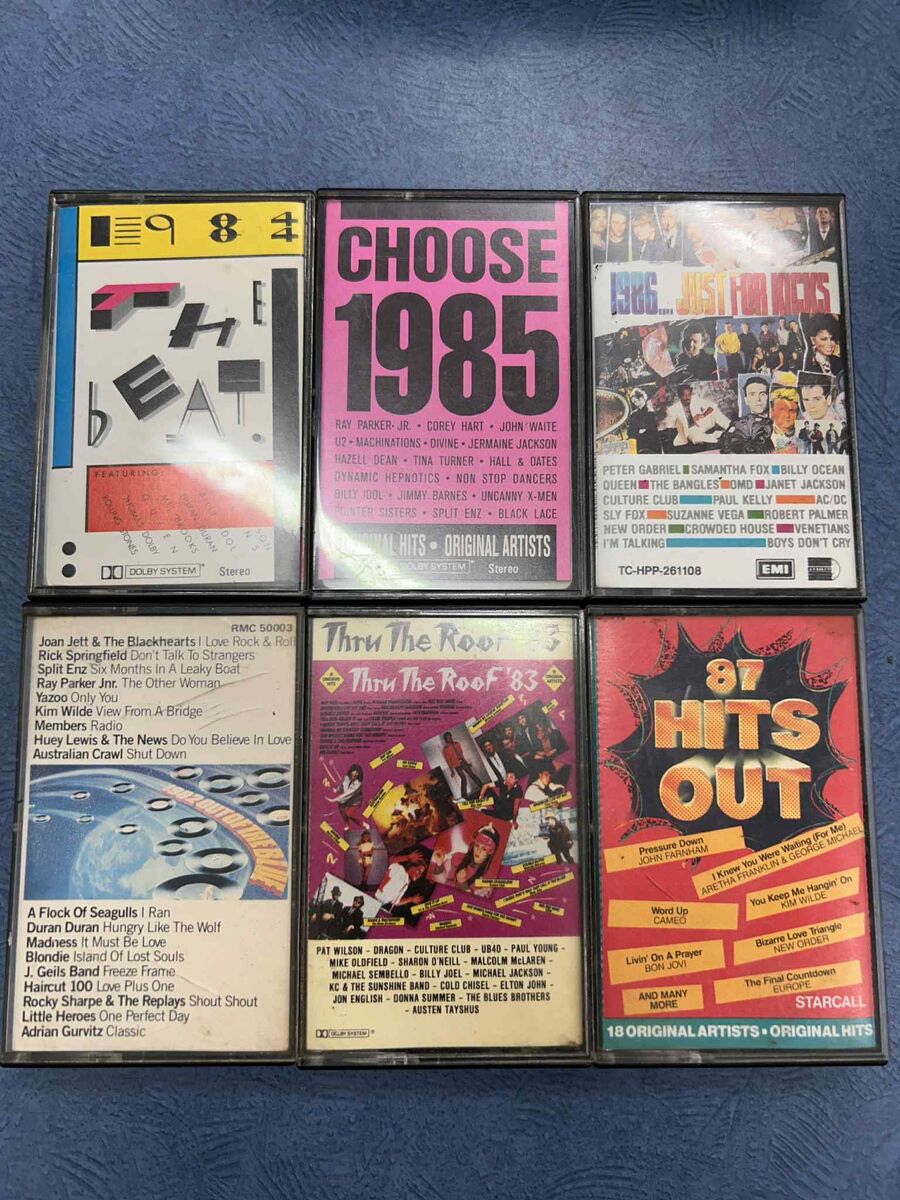 1984
THE
BEAT.
FEATURING:
DOLBY SYSTEM
Stereo
CHOOSE
1985
RAY PARKER JR. • COREY HART • JOHN WAITE
U2 • MACHINATIONS • DIVINE • JERMAINE JACKSON
HAZELL DEAN • TINA TURNER • HALL & OATES
DYNAMIC HEPNOTICS • NON STOP DANCERS
BILLY IDOL • JIMMY BARNES • UNCANNY X-MEN
POINTER SISTERS • SPLIT ENZ • BLACK LACE
ORIGINAL HITS • ORIGINAL ARTISTS
DOLBY SYSTEM
Stereo
1986.... JUST FOR KICKS
PETER GABRIEL SAMANTHA FOX BILLY OCEAN
QUEEN THE BANGLES OMD JANET JACKSON
CULTURE CLUB PAUL KELLY AC/DC
SLY FOX SUZANNE VEGA ROBERT PALMER
NEW ORDER CROWDED HOUSE VENETIANS
I'M TALKING BOYS DON'T CRY
TC-HPP-261108
EMI
RMC 50003
Joan Jett & The Blackhearts I Love Rock & Roll
Rick Springfield Don't Talk To Strangers
Split Enz Six Months In A Leaky Boat
Ray Parker Jnr. The Other Woman
Yazoo Only You
Kim Wilde View From A Bridge
Members Radio
Huey Lewis & The News Do You Believe In Love
Australian Crawl Shut Down
1982 OUT OF THE BLUE
A Flock Of Seagulls I Ran
Duran Duran Hungry Like The Wolf
Madness It Must Be Love
Blondie Island Of Lost Souls
J. Geils Band Freeze Frame
Haircut 100 Love Plus One
Rocky Sharpe & The Replays Shout Shout
Little Heroes One Perfect Day
Adrian Gurvitz Classic
Thru The Roof '83
Thru The Roof '83
PAT WILSON – DRAGON – CULTURE CLUB – UB40 – PAUL YOUNG –
MIKE OLDFIELD – SHARON O'NEILL – MALCOLM McLAREN –
MICHAEL SEMBELLO – BILLY JOEL – MICHAEL JACKSON –
KC & THE SUNSHINE BAND – COLD CHISEL – ELTON JOHN –
JON ENGLISH – DONNA SUMMER – THE BLUES BROTHERS
– AUSTEN TAYSHUS
DOLBY SYSTEM
87
HITS
OUT
Pressure Down
JOHN FARNHAM
I Knew You Were Waiting (For Me)
ARETHA FRANKLIN & GEORGE MICHAEL
Word Up
CAMEO
You Keep Me Hangin' On
KIM WILDE
Livin' On A Prayer
BON JOVI
Bizarre Love Triangle
NEW ORDER
AND MANY
MORE
The Final Countdown
EUROPE
STARCALL
18 ORIGINAL ARTISTS • ORIGINAL HITS